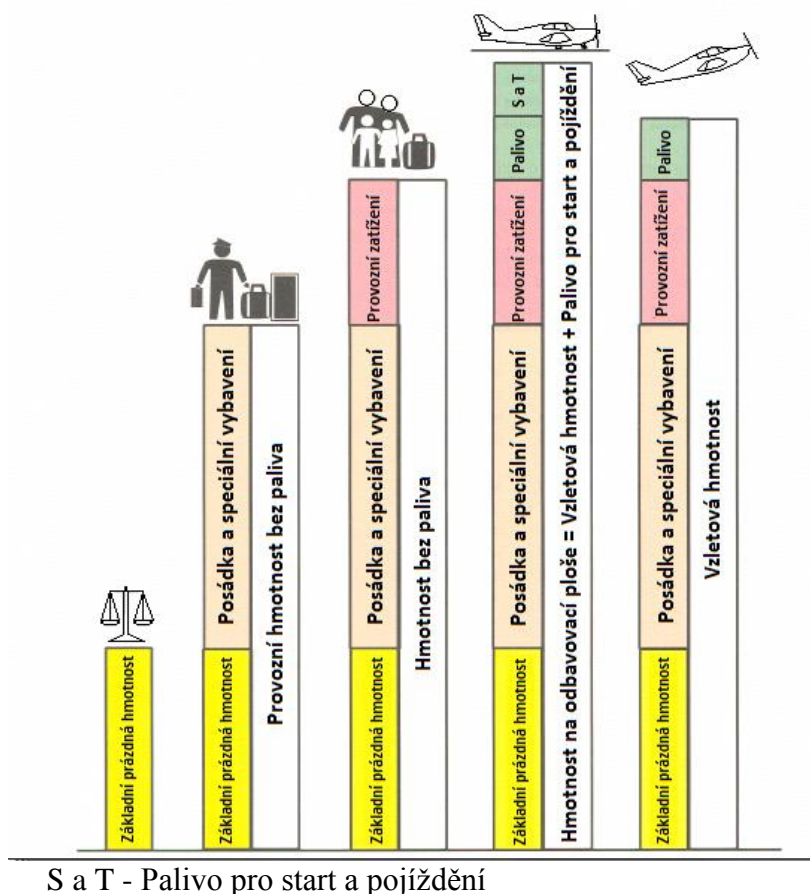 Základní prázdná hmotnost
Základní prázdná hmotnost
Posádka a speciální vybavení
Provozní hmotnost bez paliva
Základní prázdná hmotnost
Posádka a speciální vybavení
Provozní zatížení
Hmotnost bez paliva
Základní prázdná hmotnost
Posádka a speciální vybavení
Provozní zatížení
Palivo
S a T
Hmotnost na odbavovací ploše = Vzletová hmotnost + Palivo pro start a pojíždění
Základní prázdná hmotnost
Posádka a speciální vybavení
Provozní zatížení
Palivo
Vzletová hmotnost
S a T - Palivo pro start a pojíždění